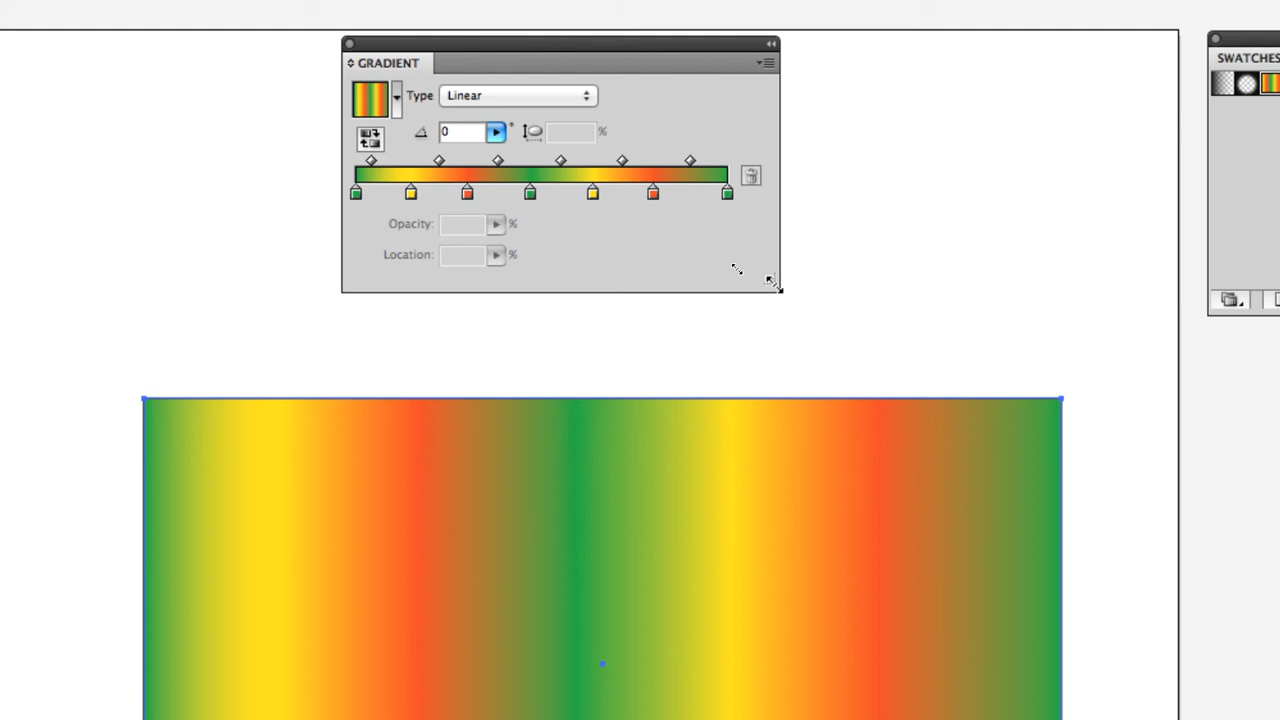 GRADIENT
SWATCHES
Type Linear
0 ° %
Opacity: %
Location: %